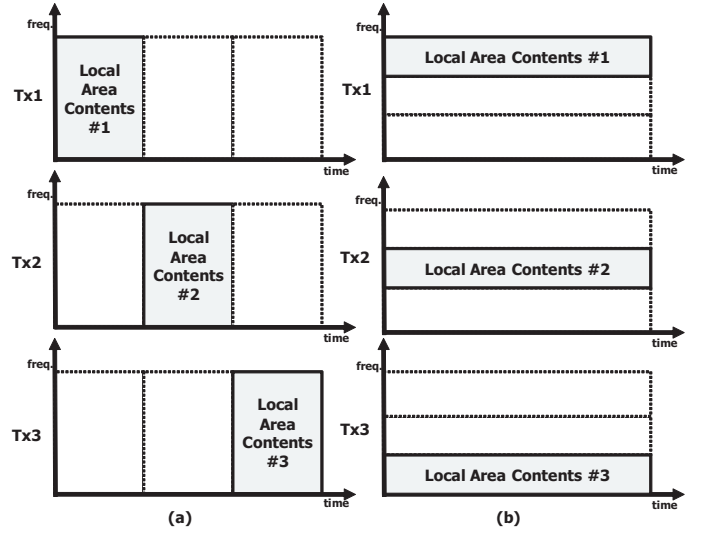 freq.
Tx1
Local
Area
Contents
#1
time
freq.
Tx2
Local
Area
Contents
#2
time
freq.
Tx3
Local
Area
Contents
#3
time
(a)
freq.
Tx1
Local Area Contents #1
time
freq.
Tx2
Local Area Contents #2
time
freq.
Tx3
Local Area Contents #3
time
(b)